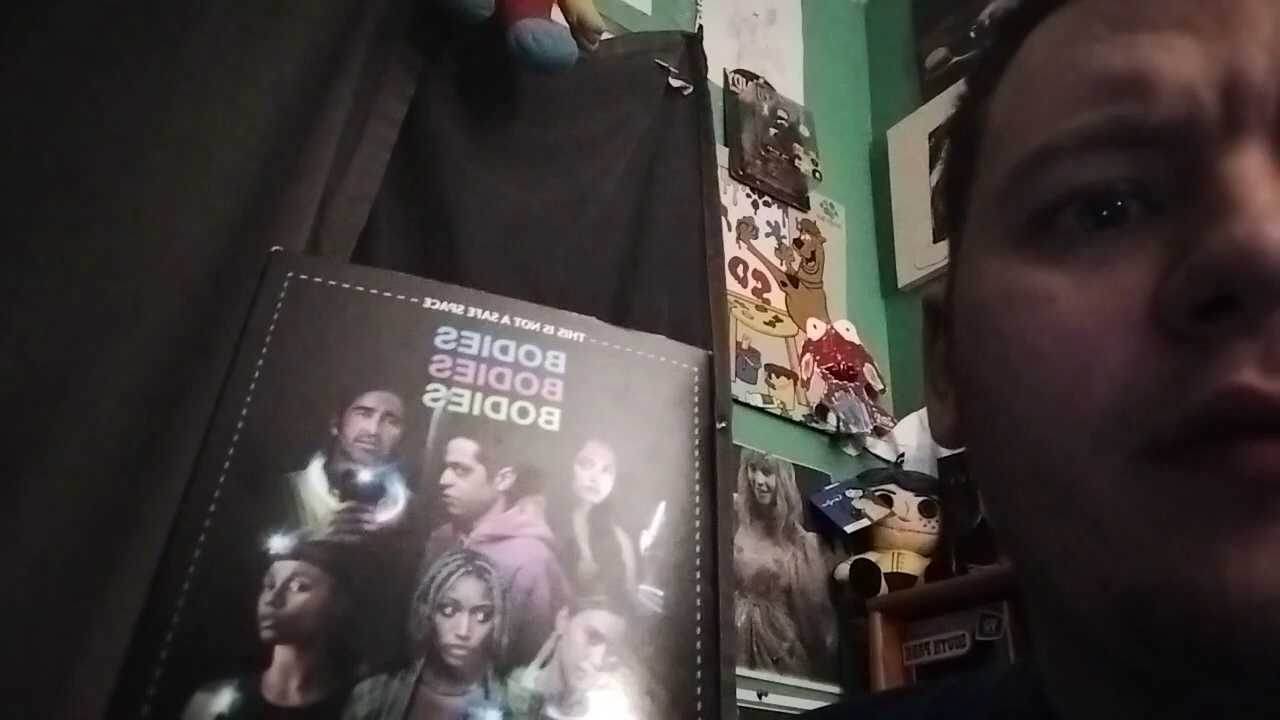 THIS IS NOT A SAFE SPACE
BODIES
BODIES
BODIES
SOUTH PARK